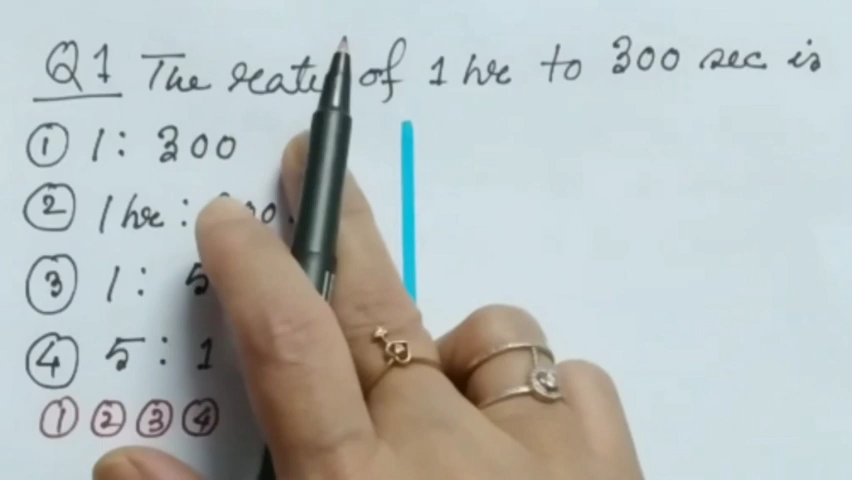 Q1 The of 1 hr to 300 sec is
① 1 : 300
② 1 hr :
③ 1 : 5
④ 5 : 1
① ② ③ ④